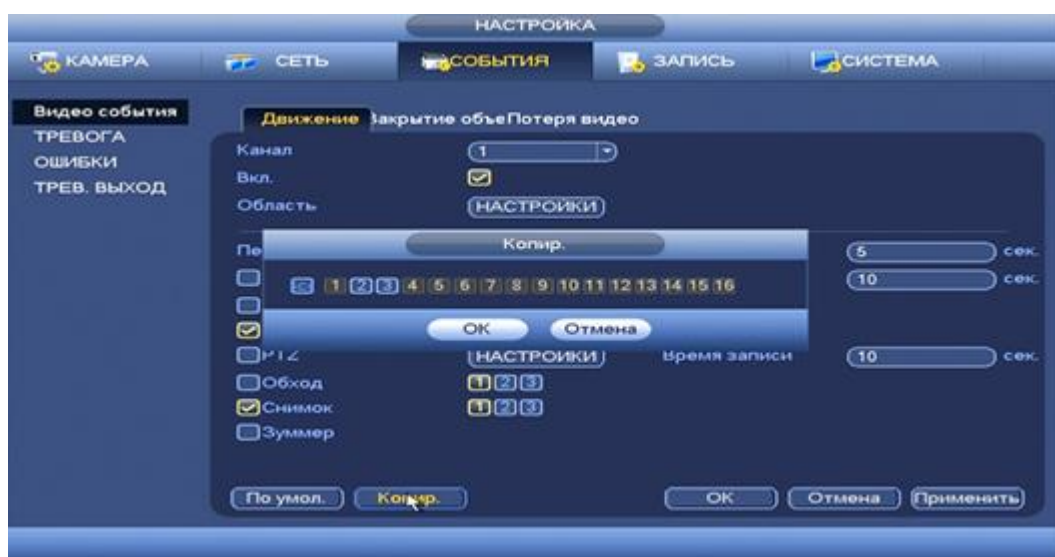 НАСТРОЙКА
КАМЕРА СЕТЬ СОБЫТИЯ ЗАПИСЬ СИСТЕМА
Видео события
ТРЕВОГА
ОШИБКИ
ТРЕВ. ВЫХОД
Движение Закрытие объе Потеря видео
Канал 1
Вкл.
Область НАСТРОЙКИ
Пе 5 сек.
Копир.
10 сек.
1 2 3 4 5 6 7 8 9 10 11 12 13 14 15 16
OK Отмена
PTZ НАСТРОЙКИ Время записи 10 сек.
Обход 1 2 3
Снимок 1 2 3
Зуммер
По умол. Копир. OK Отмена Применить